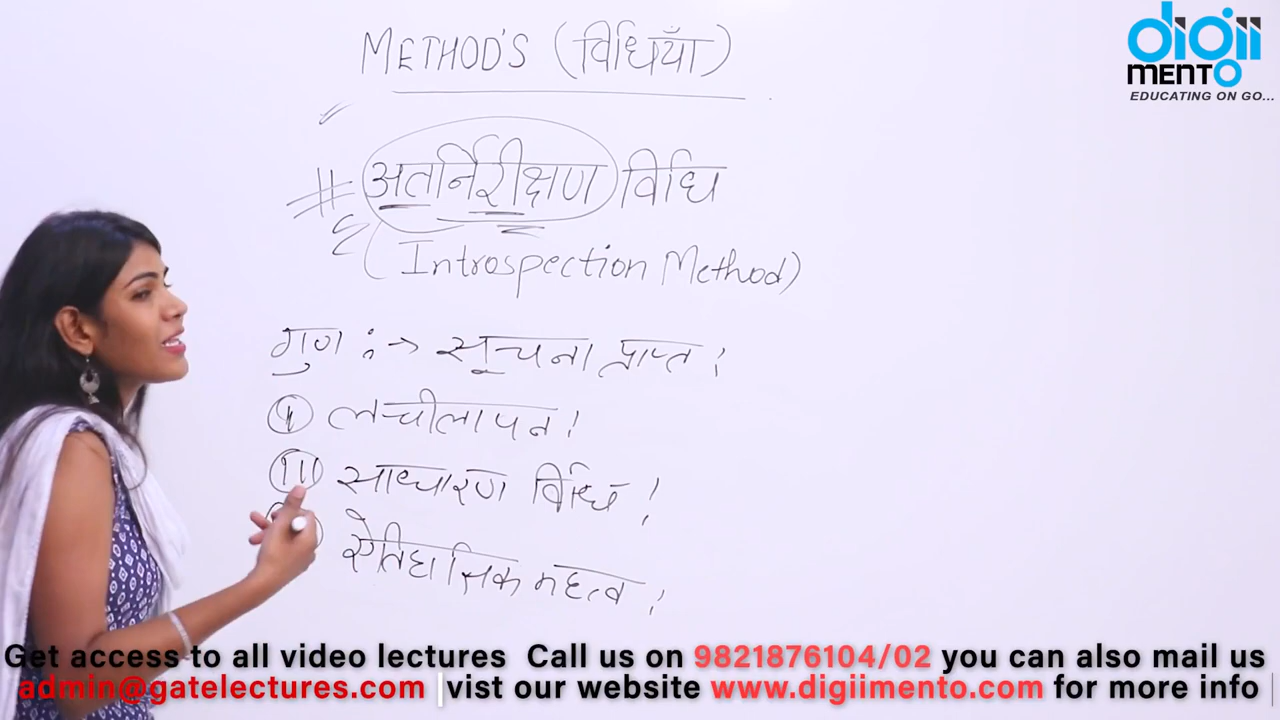 METHOD'S (विधियाँ)
# अतर्निरीक्षण विधि
(Introspection Method)
गुण :→ सूचना प्राप्त !
लचीलापन !
III साधारण विधि !
ऐतिहासिक महत्व !
digii
MENTO
EDUCATING ON GO...
Get access to all video lectures Call us on 9821876104/02 you can also mail us
admin@gatelectures.com |vist our website www.digiimento.com for more info |